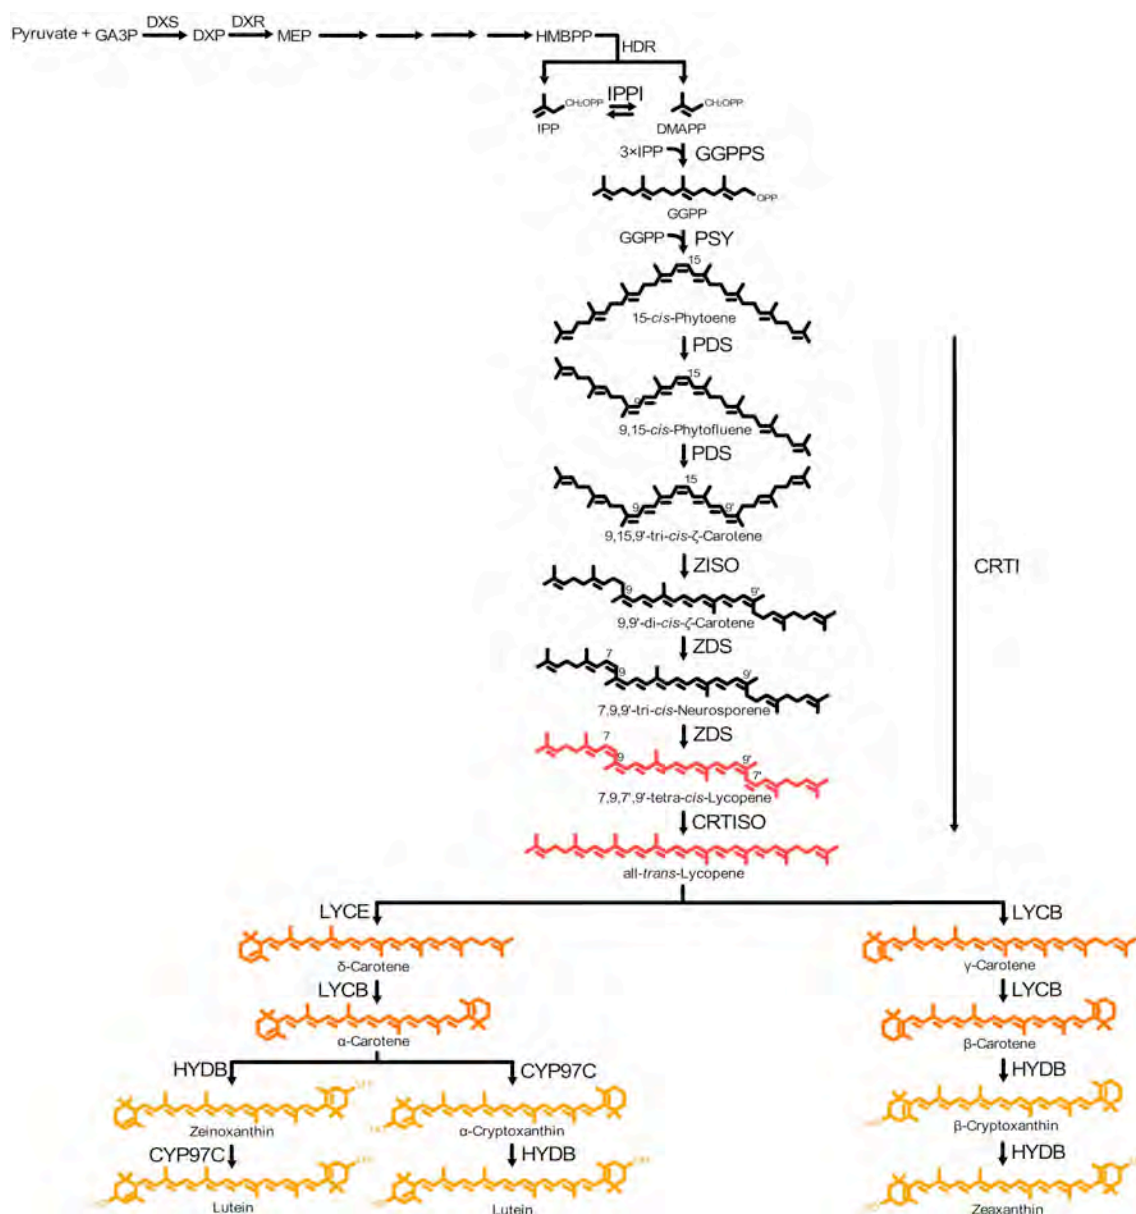 Pyruvate + GA3P DXS DXP DXR MEP HMBPP
HDR
CH₂OPP IPPI CH₂OPP
IPP DMAPP
3×IPP GGPPS
OPP
GGPP
GGPP PSY
15
15-cis-Phytoene
PDS
15
9
9,15-cis-Phytofluene
PDS
15
9 9'
9,15,9'-tri-cis-ζ-Carotene
ZISO
CRTI
9 9'
9,9'-di-cis-ζ-Carotene
ZDS
7
9 9'
7,9,9'-tri-cis-Neurosporene
ZDS
7
9 9'
7'
7,9,7',9'-tetra-cis-Lycopene
CRTISO
all-trans-Lycopene
LYCE LYCB
δ-Carotene γ-Carotene
LYCB LYCB
α-Carotene β-Carotene
HYDB CYP97C HYDB
Zeinoxanthin α-Cryptoxanthin β-Cryptoxanthin
CYP97C HYDB HYDB
Lutein Lutein Zeaxanthin